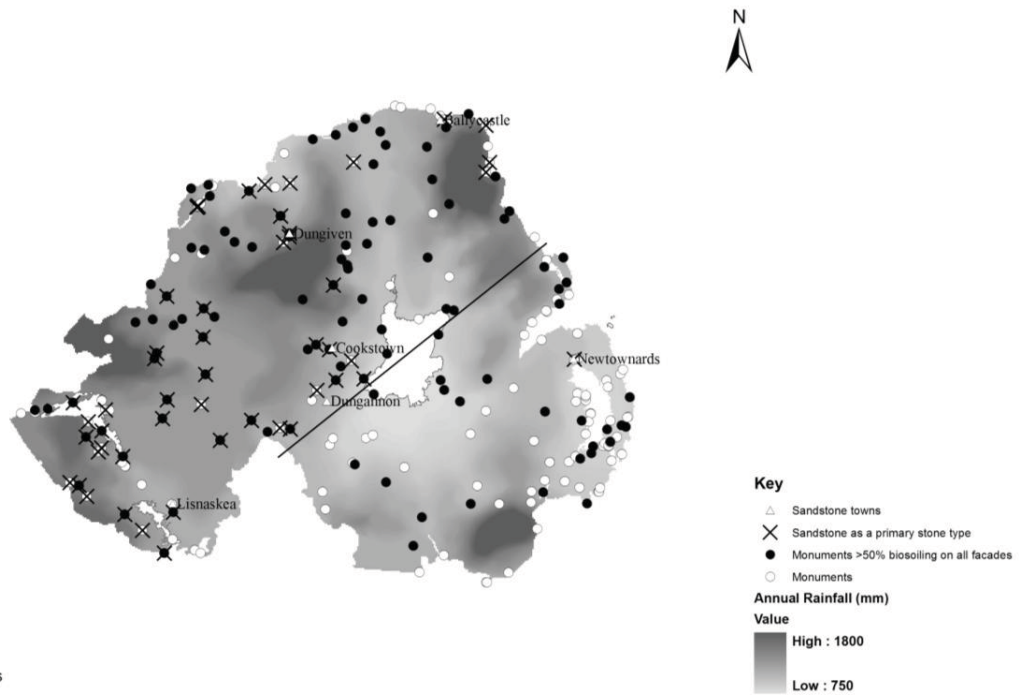 N
Ballycastle
Dungiven
Cookstown
Newtownards
Dungannon
Lisnaskea
Key
Sandstone towns
Sandstone as a primary stone type
Monuments >50% biosoiling on all facades
Monuments
Annual Rainfall (mm)
Value
High : 1800
Low : 750
s